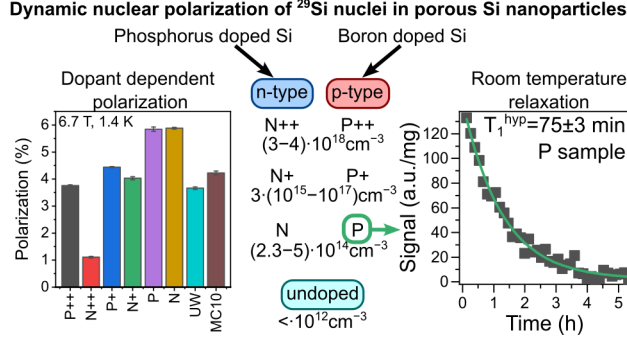 Dynamic nuclear polarization of ²⁹Si nuclei in porous Si nanoparticles
Phosphorus doped Si
Boron doped Si
n-type
p-type
N++ P++
(3−4)·10¹⁸cm⁻³
N+ P+
3·(10¹⁵−10¹⁷)cm⁻³
N P
(2.3−5)·10¹⁴cm⁻³
undoped
<·10¹²cm⁻³
Dopant dependent
polarization
6.7 T, 1.4 K
Polarization (%)
6
5
4
3
2
1
0
P++
N++
P+
N+
P
N
UW
MC10
Room temperature
relaxation
T₁ʰʸᵖ=75±3 min
P sample
Signal (a.u./mg)
120
100
80
60
40
20
0
0 1 2 3 4 5
Time (h)